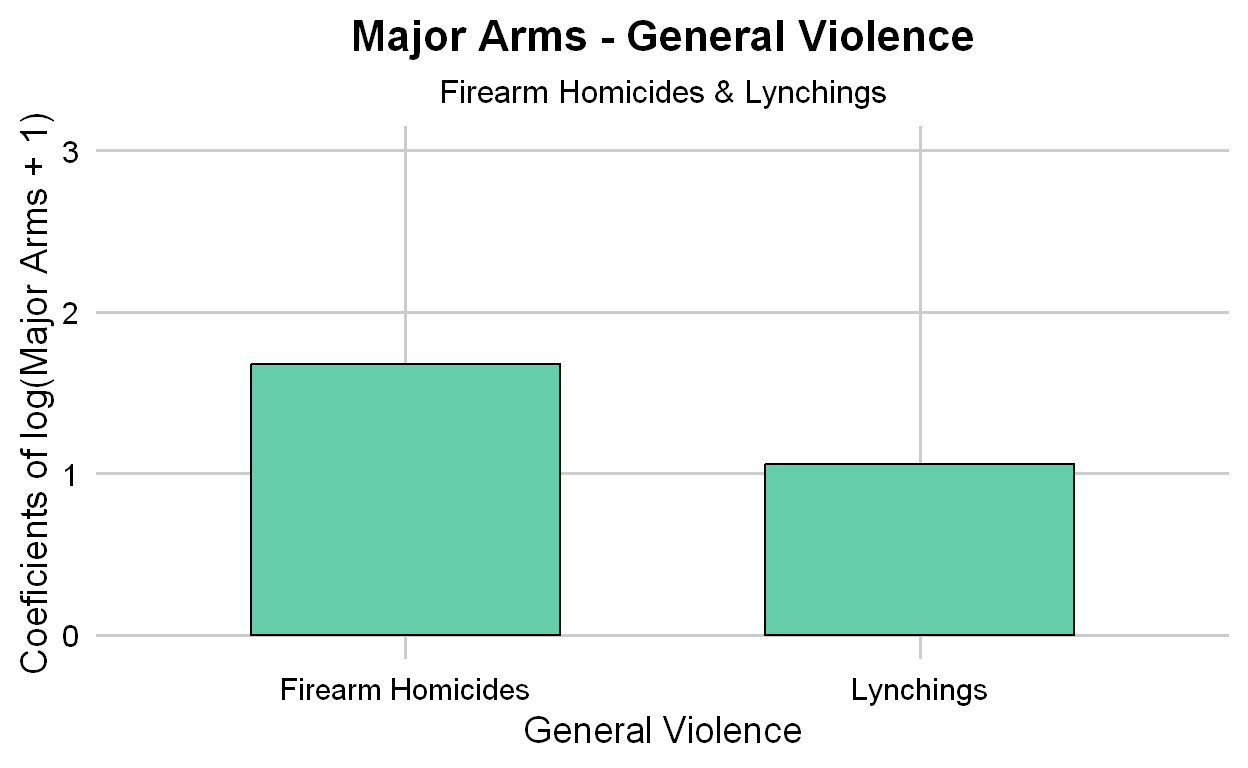 Major Arms - General Violence
Firearm Homicides & Lynchings
Coeficients of log(Major Arms + 1)
3
2
1
0
Firearm Homicides
Lynchings
General Violence